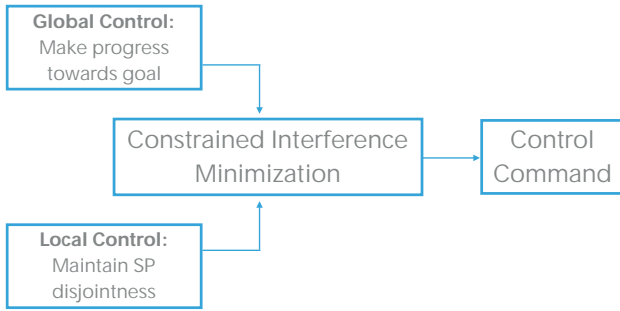 Global Control:
Make progress
towards goal
Constrained Interference
Minimization
Control
Command
Local Control:
Maintain SP
disjointness